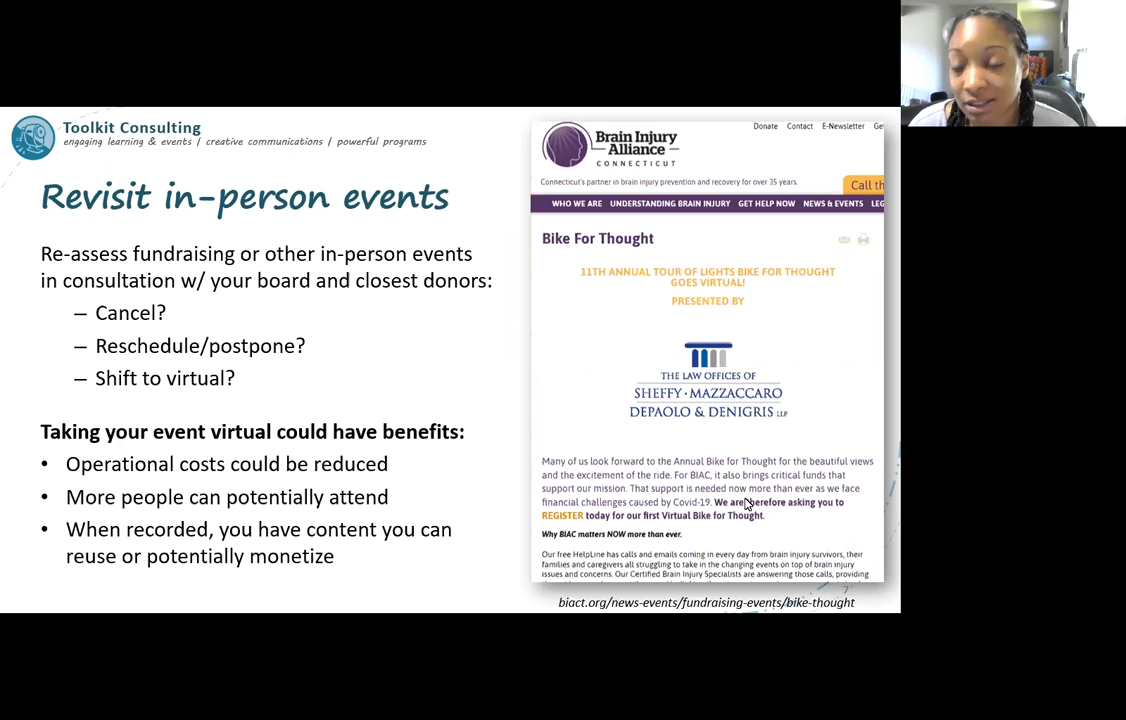 Toolkit Consulting
engaging learning & events / creative communications / powerful programs
Revisit in-person events
Re-assess fundraising or other in-person events
in consultation w/ your board and closest donors:
– Cancel?
– Reschedule/postpone?
– Shift to virtual?
Taking your event virtual could have benefits:
• Operational costs could be reduced
• More people can potentially attend
• When recorded, you have content you can
reuse or potentially monetize
Donate Contact E-Newsletter Ge
Brain Injury
Alliance
CONNECTICUT
Connecticut's partner in brain injury prevention and recovery for over 35 years.
Call th
WHO WE ARE UNDERSTANDING BRAIN INJURY GET HELP NOW NEWS & EVENTS LEG
Bike For Thought
11TH ANNUAL TOUR OF LIGHTS BIKE FOR THOUGHT
GOES VIRTUAL!
PRESENTED BY
THE LAW OFFICES OF
SHEFFY · MAZZACCARO
DEPAOLO & DENIGRIS LLP
Many of us look forward to the Annual Bike for Thought for the beautiful views
and the excitement of the ride. For BIAC, it also brings critical funds that
support our mission. That support is needed now more than ever as we face
financial challenges caused by Covid-19. We are therefore asking you to
REGISTER today for our first Virtual Bike for Thought.
Why BIAC matters NOW more than ever.
Our free HelpLine has calls and emails coming in every day from brain injury survivors, their
families and caregivers all struggling to take in the changing events on top of brain injury
issues and concerns. Our Certified Brain Injury Specialists are answering those calls, providing
7
biact.org/news-events/fundraising-events/bike-thought